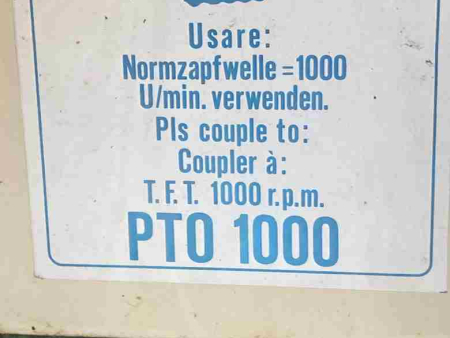 Usare:
Normzapfwelle=1000
U/min. verwenden.
Pls couple to:
Coupler à:
T.F.T. 1000 r.p.m.
PTO 1000